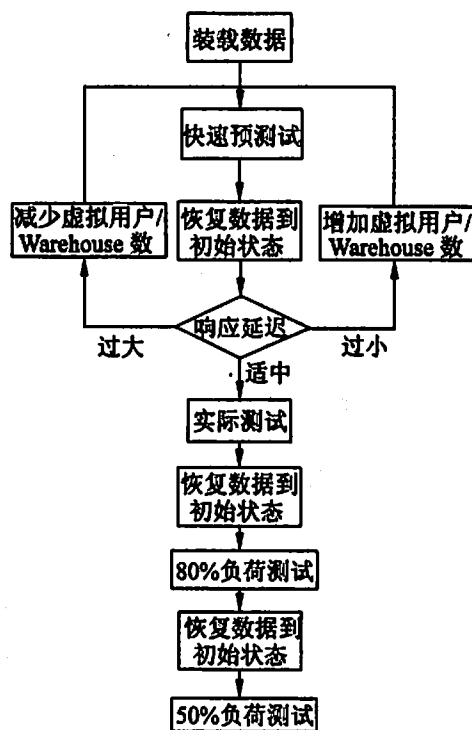 装载数据
快速预测试
减少虚拟用户/
Warehouse 数
恢复数据到
初始状态
增加虚拟用户/
Warehouse 数
响应延迟
过大
过小
适中
实际测试
恢复数据到
初始状态
80%负荷测试
恢复数据到
初始状态
50%负荷测试